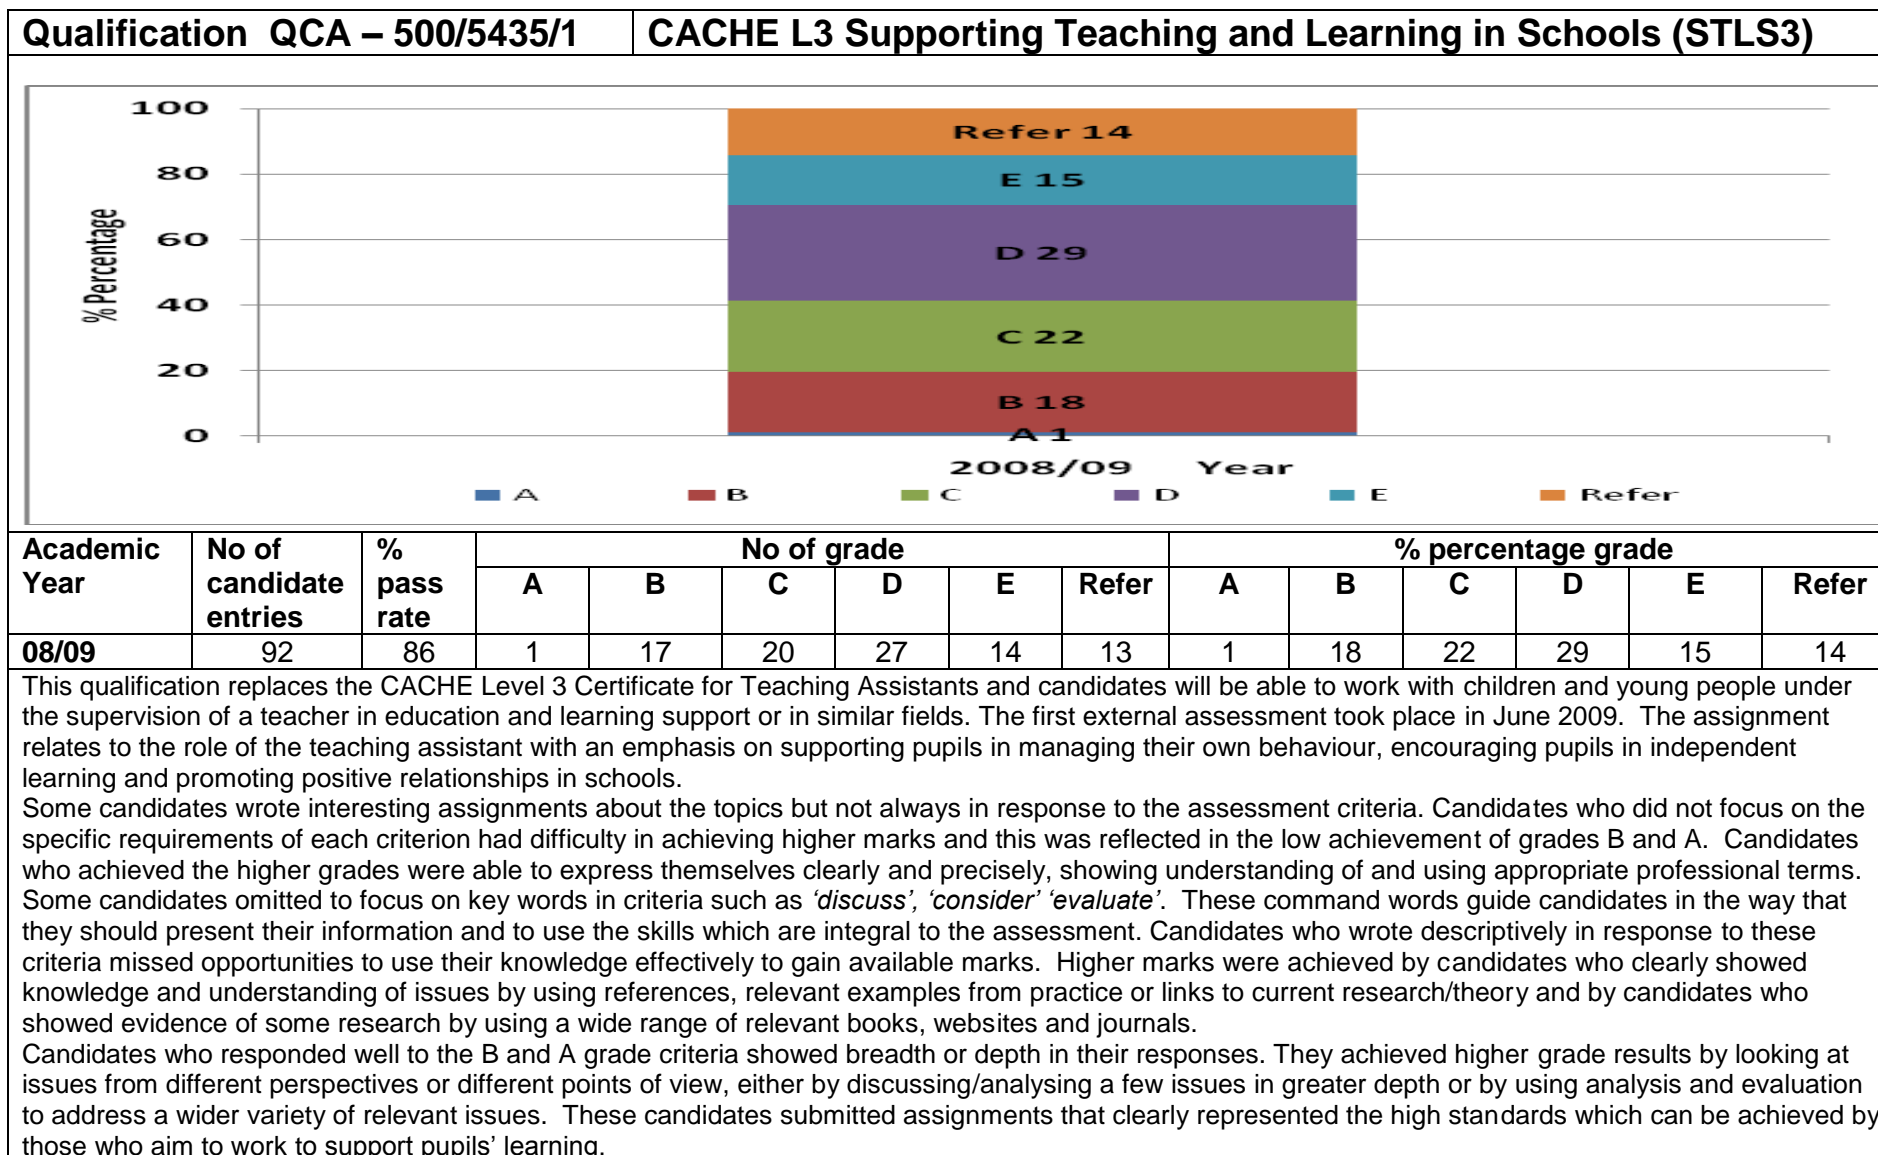 Qualification QCA – 500/5435/1 CACHE L3 Supporting Teaching and Learning in Schools (STLS3)
100
Refer 14
80
E 15
60
D 29
% Percentage
40
C 22
20
B 18
0
A 1
2008/09 Year
A B C D E Refer
Academic Year No of candidate entries % pass rate No of grade % percentage grade
A B C D E Refer A B C D E Refer
08/09 92 86 1 17 20 27 14 13 1 18 22 29 15 14
This qualification replaces the CACHE Level 3 Certificate for Teaching Assistants and candidates will be able to work with children and young people under
the supervision of a teacher in education and learning support or in similar fields. The first external assessment took place in June 2009. The assignment
relates to the role of the teaching assistant with an emphasis on supporting pupils in managing their own behaviour, encouraging pupils in independent
learning and promoting positive relationships in schools.
Some candidates wrote interesting assignments about the topics but not always in response to the assessment criteria. Candidates who did not focus on the
specific requirements of each criterion had difficulty in achieving higher marks and this was reflected in the low achievement of grades B and A. Candidates
who achieved the higher grades were able to express themselves clearly and precisely, showing understanding of and using appropriate professional terms.
Some candidates omitted to focus on key words in criteria such as ‘discuss’, ‘consider’ ‘evaluate’. These command words guide candidates in the way that
they should present their information and to use the skills which are integral to the assessment. Candidates who wrote descriptively in response to these
criteria missed opportunities to use their knowledge effectively to gain available marks. Higher marks were achieved by candidates who clearly showed
knowledge and understanding of issues by using references, relevant examples from practice or links to current research/theory and by candidates who
showed evidence of some research by using a wide range of relevant books, websites and journals.
Candidates who responded well to the B and A grade criteria showed breadth or depth in their responses. They achieved higher grade results by looking at
issues from different perspectives or different points of view, either by discussing/analysing a few issues in greater depth or by using analysis and evaluation
to address a wider variety of relevant issues. These candidates submitted assignments that clearly represented the high standards which can be achieved by
those who aim to work to support pupils’ learning.